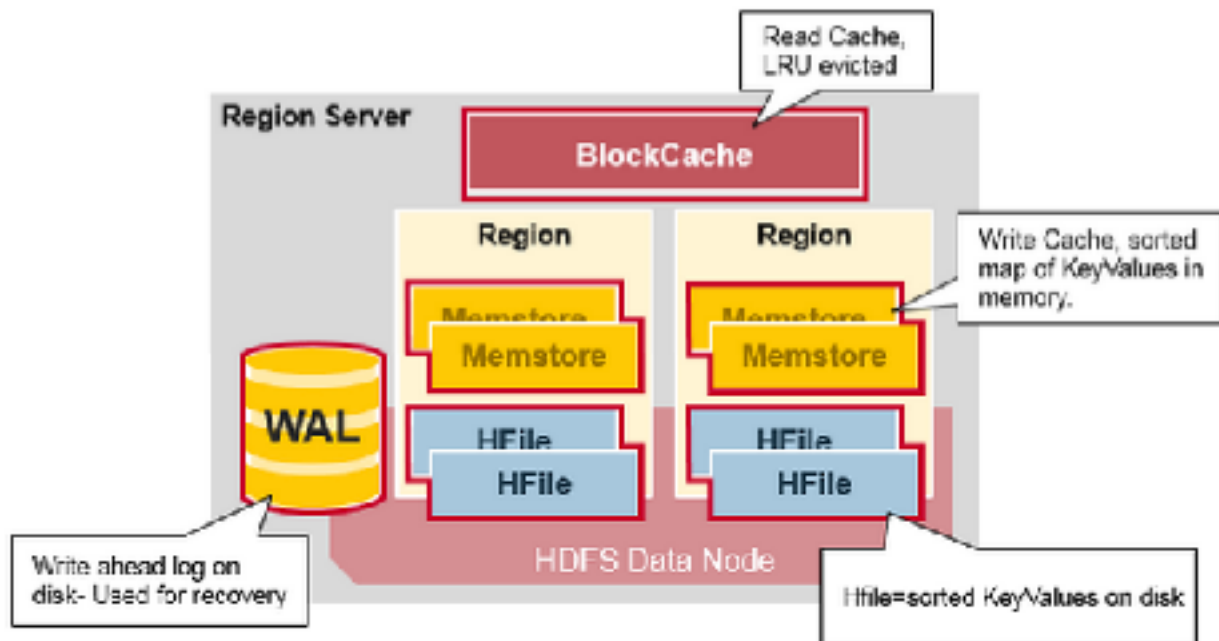 Read Cache,
LRU evicted
Region Server
BlockCache
Region
Region
Write Cache, sorted
map of KeyValues in
memory.
Memstore
Memstore
Memstore
Memstore
WAL
HFile
HFile
HFile
HFile
Write ahead log on
disk- Used for recovery
HDFS Data Node
Hfile=sorted KeyValues on disk